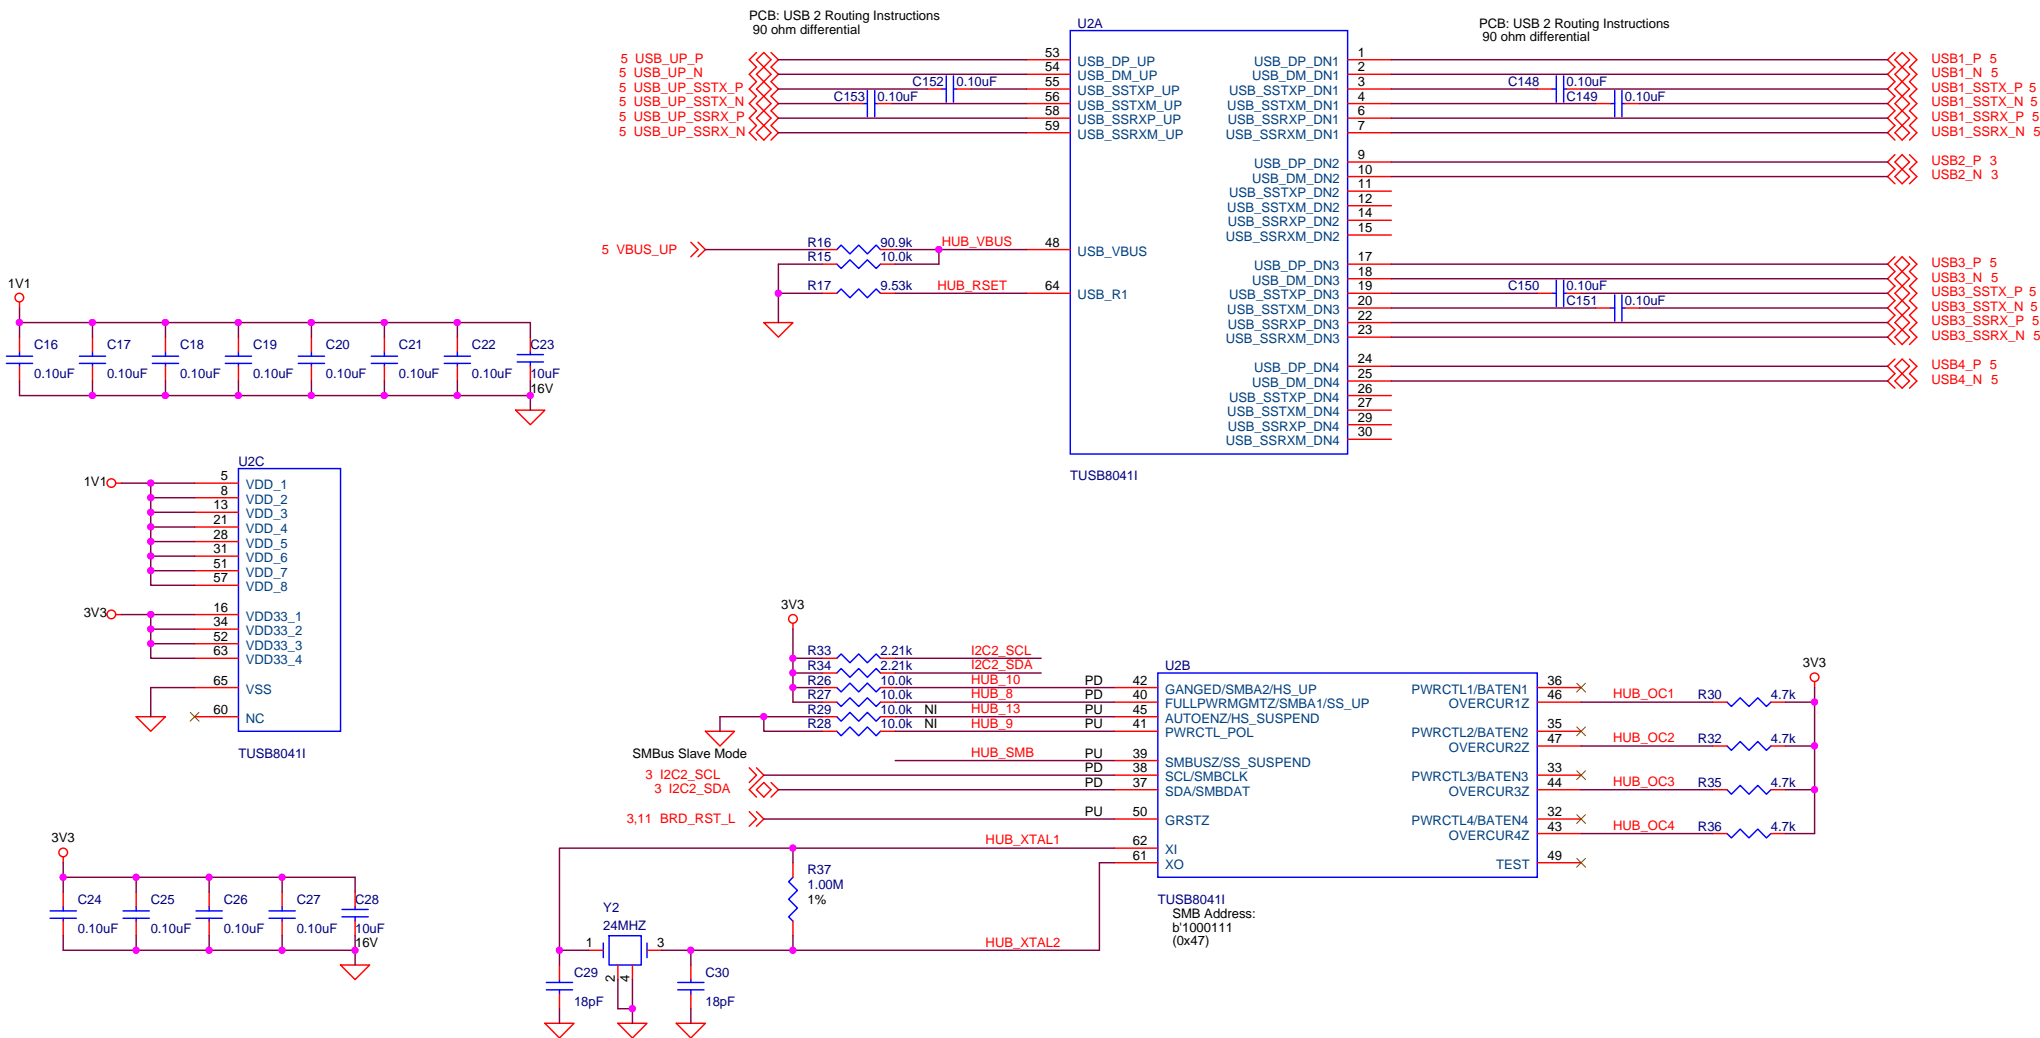 PCB: USB 2 Routing Instructions
90 ohm differential
U2A
PCB: USB 2 Routing Instructions
90 ohm differential
5 USB_UP_P
5 USB_UP_N
5 USB_UP_SSTX_P
5 USB_UP_SSTX_N
5 USB_UP_SSRX_P
5 USB_UP_SSRX_N
C152 0.10uF
C153 0.10uF
53 USB_DP_UP
54 USB_DM_UP
55 USB_SSTXP_UP
56 USB_SSTXM_UP
58 USB_SSRXP_UP
59 USB_SSRXM_UP
5 VBUS_UP
R16 90.9k HUB_VBUS 48 USB_VBUS
R15 10.0k
R17 9.53k HUB_RSET 64 USB_R1
USB_DP_DN1 1
USB_DM_DN1 2
USB_SSTXP_DN1 3
USB_SSTXM_DN1 4
USB_SSRXP_DN1 6
USB_SSRXM_DN1 7
USB_DP_DN2 9
USB_DM_DN2 10
USB_SSTXP_DN2 11
USB_SSTXM_DN2 12
USB_SSRXP_DN2 14
USB_SSRXM_DN2 15
USB_DP_DN3 17
USB_DM_DN3 18
USB_SSTXP_DN3 19
USB_SSTXM_DN3 20
USB_SSRXP_DN3 22
USB_SSRXM_DN3 23
USB_DP_DN4 24
USB_DM_DN4 25
USB_SSTXP_DN4 26
USB_SSTXM_DN4 27
USB_SSRXP_DN4 29
USB_SSRXM_DN4 30
TUSB8041I
C148 0.10uF
C149 0.10uF
C150 0.10uF
C151 0.10uF
USB1_P 5
USB1_N 5
USB1_SSTX_P 5
USB1_SSTX_N 5
USB1_SSRX_P 5
USB1_SSRX_N 5
USB2_P 3
USB2_N 3
USB3_P 5
USB3_N 5
USB3_SSTX_P 5
USB3_SSTX_N 5
USB3_SSRX_P 5
USB3_SSRX_N 5
USB4_P 5
USB4_N 5
1V1
C16 C17 C18 C19 C20 C21 C22 C23
0.10uF 0.10uF 0.10uF 0.10uF 0.10uF 0.10uF 0.10uF 10uF
16V
U2C
1V1
5 VDD_1
8 VDD_2
13 VDD_3
21 VDD_4
28 VDD_5
31 VDD_6
51 VDD_7
57 VDD_8
3V3
16 VDD33_1
34 VDD33_2
52 VDD33_3
63 VDD33_4
65 VSS
60 NC
TUSB8041I
3V3
C24 C25 C26 C27 C28
0.10uF 0.10uF 0.10uF 0.10uF 10uF
16V
3V3
R33 2.21k I2C2_SCL
R34 2.21k I2C2_SDA
R26 10.0k HUB_10 PD 42 GANGED/SMBA2/HS_UP
R27 10.0k HUB_8 PD 40 FULLPWRMGMTZ/SMBA1/SS_UP
R29 10.0k NI HUB_13 PU 45 AUTOENZ/HS_SUSPEND
R28 10.0k NI HUB_9 PU 41 PWRCTL_POL
SMBus Slave Mode
HUB_SMB PU 39 SMBUSZ/SS_SUSPEND
3 I2C2_SCL PD 38 SCL/SMBCLK
3 I2C2_SDA PD 37 SDA/SMBDAT
3,11 BRD_RST_L PU 50 GRSTZ
HUB_XTAL1 62 XI
61 XO
R37
1.00M
1%
Y2
24MHZ
1 3
2 4
HUB_XTAL2
C29
18pF
C30
18pF
U2B
PWRCTL1/BATEN1 36
OVERCUR1Z 46 HUB_OC1 R30 4.7k
PWRCTL2/BATEN2 35
OVERCUR2Z 47 HUB_OC2 R32 4.7k
PWRCTL3/BATEN3 33
OVERCUR3Z 44 HUB_OC3 R35 4.7k
PWRCTL4/BATEN4 32
OVERCUR4Z 43 HUB_OC4 R36 4.7k
TEST 49
3V3
TUSB8041I
SMB Address:
b'1000111
(0x47)